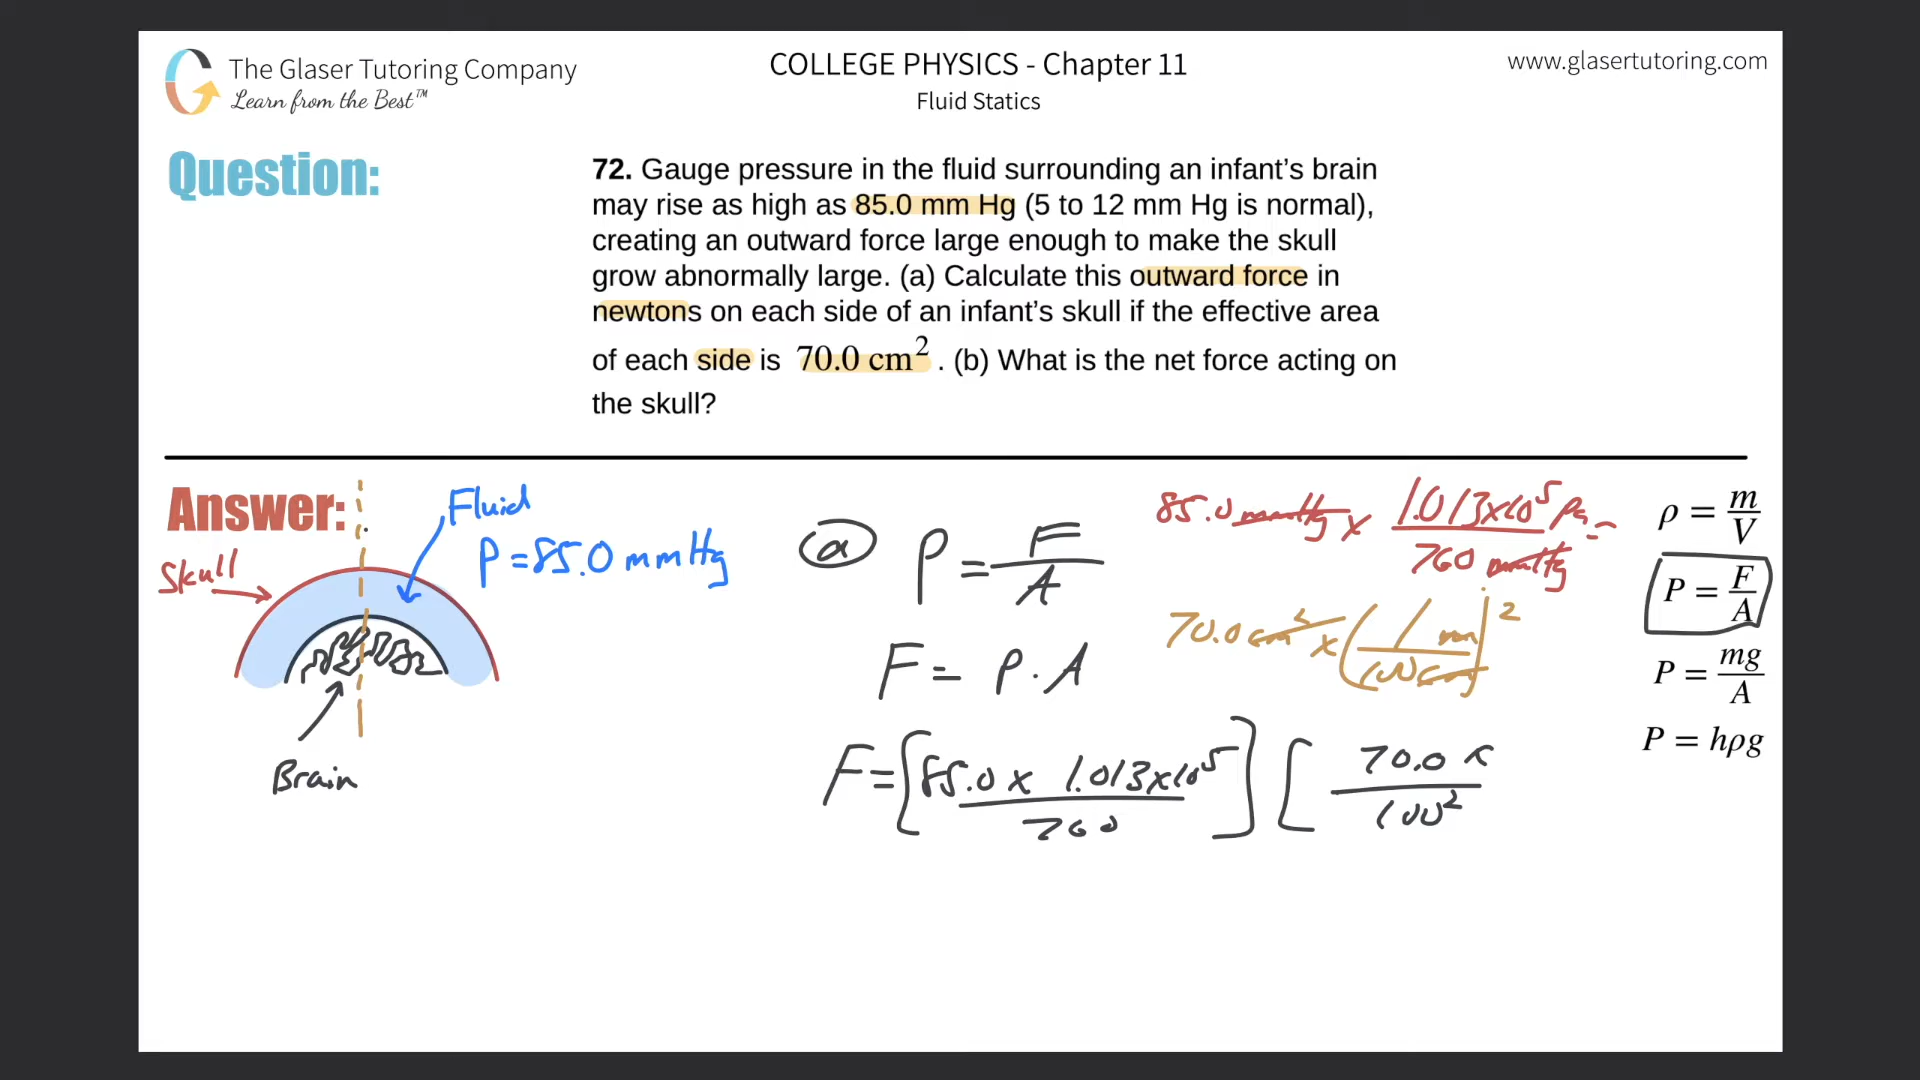 The Glaser Tutoring Company
Learn from the Best™
COLLEGE PHYSICS - Chapter 11
Fluid Statics
www.glasertutoring.com
Question:
72. Gauge pressure in the fluid surrounding an infant's brain
may rise as high as 85.0 mm Hg (5 to 12 mm Hg is normal),
creating an outward force large enough to make the skull
grow abnormally large. (a) Calculate this outward force in
newtons on each side of an infant's skull if the effective area
of each side is 70.0 cm² . (b) What is the net force acting on
the skull?
Answer:
Skull
Fluid
P = 85.0 mmHg
Brain
(a) P = F/A
F = P · A
F = [85.0 x 1.013x10⁵ / 760] [70.0 / 100²
85.0 mmHg x 1.013x10⁵ Pa / 760 mmHg =
70.0 cm² x (1 m / 100 cm)²
ρ = m/V
P = F/A
P = mg/A
P = hρg